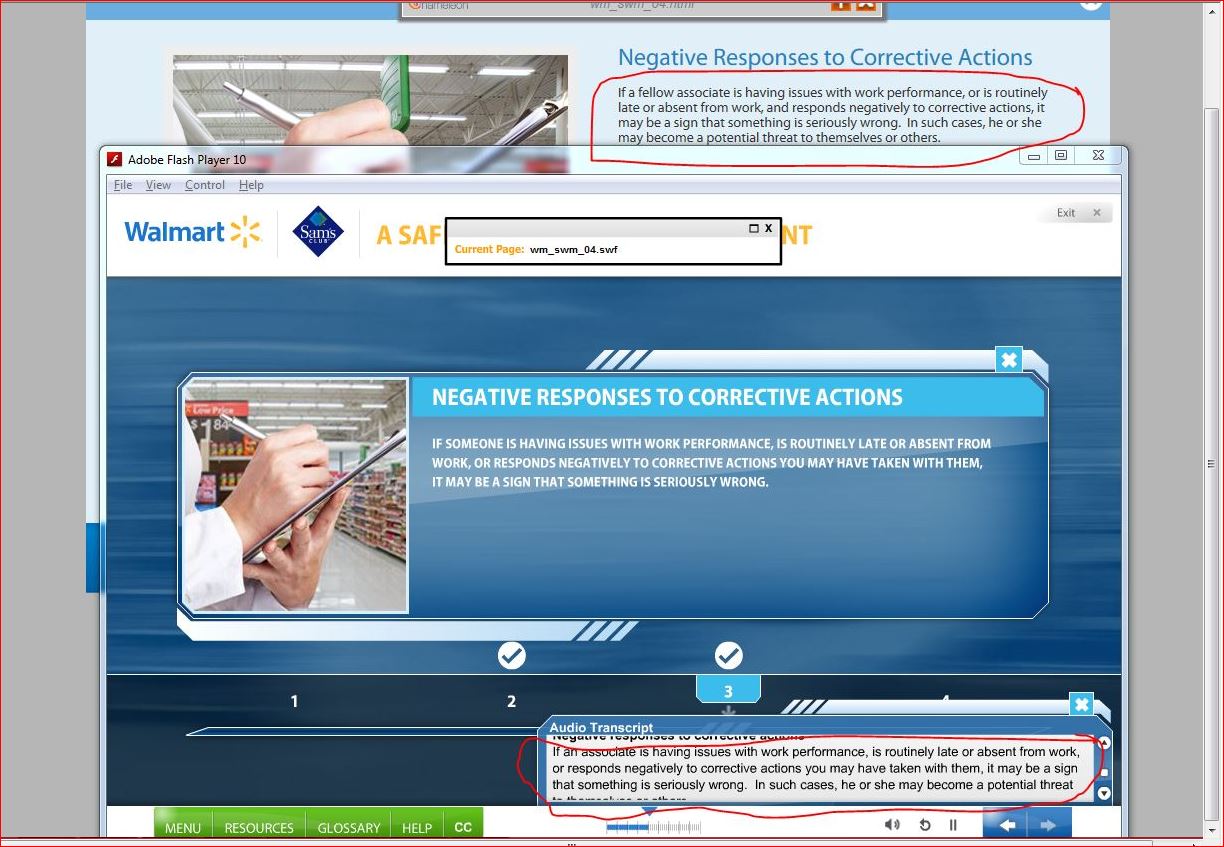 wm_swm_04.html
Negative Responses to Corrective Actions
If a fellow associate is having issues with work performance, or is routinely
late or absent from work, and responds negatively to corrective actions, it
may be a sign that something is seriously wrong.  In such cases, he or she
may become a potential threat to themselves or others.
Adobe Flash Player 10
File View Control Help
Walmart
Sam's
CLUB
A SAF
NT
Exit
Current Page: wm_swm_04.swf
Low Price
NEGATIVE RESPONSES TO CORRECTIVE ACTIONS
IF SOMEONE IS HAVING ISSUES WITH WORK PERFORMANCE, IS ROUTINELY LATE OR ABSENT FROM
WORK, OR RESPONDS NEGATIVELY TO CORRECTIVE ACTIONS YOU MAY HAVE TAKEN WITH THEM,
IT MAY BE A SIGN THAT SOMETHING IS SERIOUSLY WRONG.
1 2 3
Audio Transcript
Negative responses to corrective actions
If an associate is having issues with work performance, is routinely late or absent from work,
or responds negatively to corrective actions you may have taken with them, it may be a sign
that something is seriously wrong.  In such cases, he or she may become a potential threat
to themselves or others
MENU RESOURCES GLOSSARY HELP CC